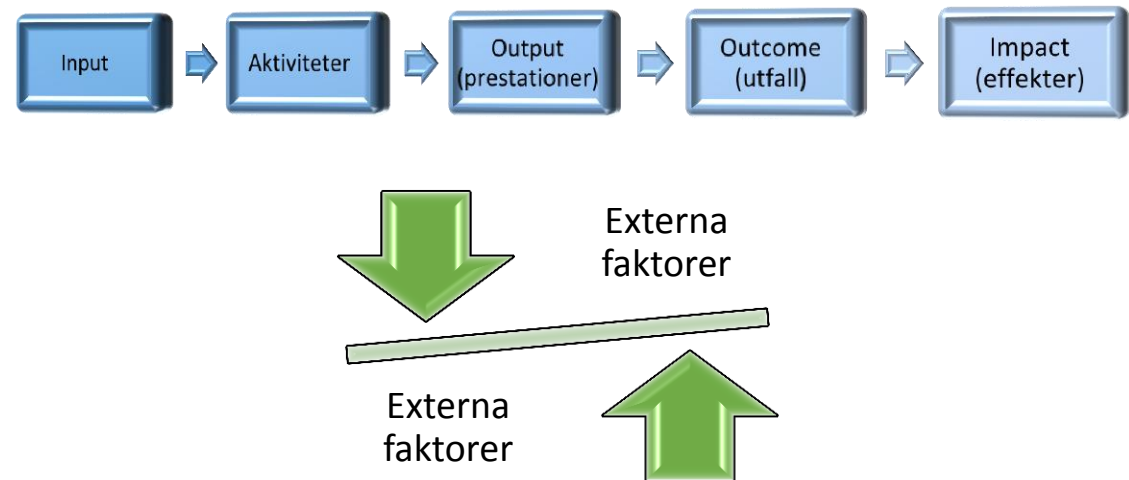 Input
Aktiviteter
Output
(prestationer)
Outcome
(utfall)
Impact
(effekter)
Externa
faktorer
Externa
faktorer